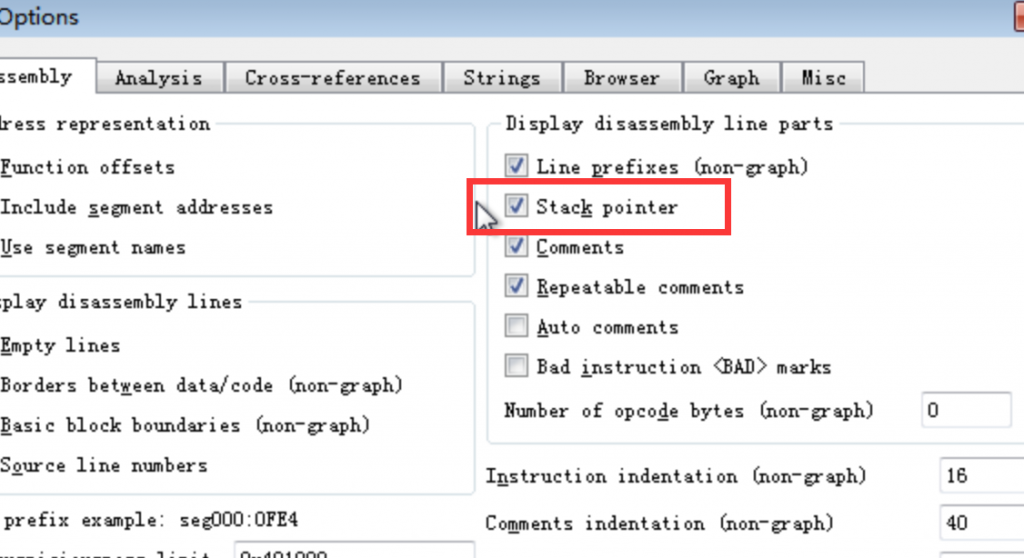 Options
ssembly Analysis Cross-references Strings Browser Graph Misc
dress representation
Function offsets
Include segment addresses
Use segment names
splay disassembly lines
Empty lines
Borders between data/code (non-graph)
Basic block boundaries (non-graph)
Source line numbers
prefix example: seg000:0FE4
Display disassembly line parts
Line prefixes (non-graph)
Stack pointer
Comments
Repeatable comments
Auto comments
Bad instruction <BAD> marks
Number of opcode bytes (non-graph) 0
Instruction indentation (non-graph) 16
Comments indentation (non-graph) 40